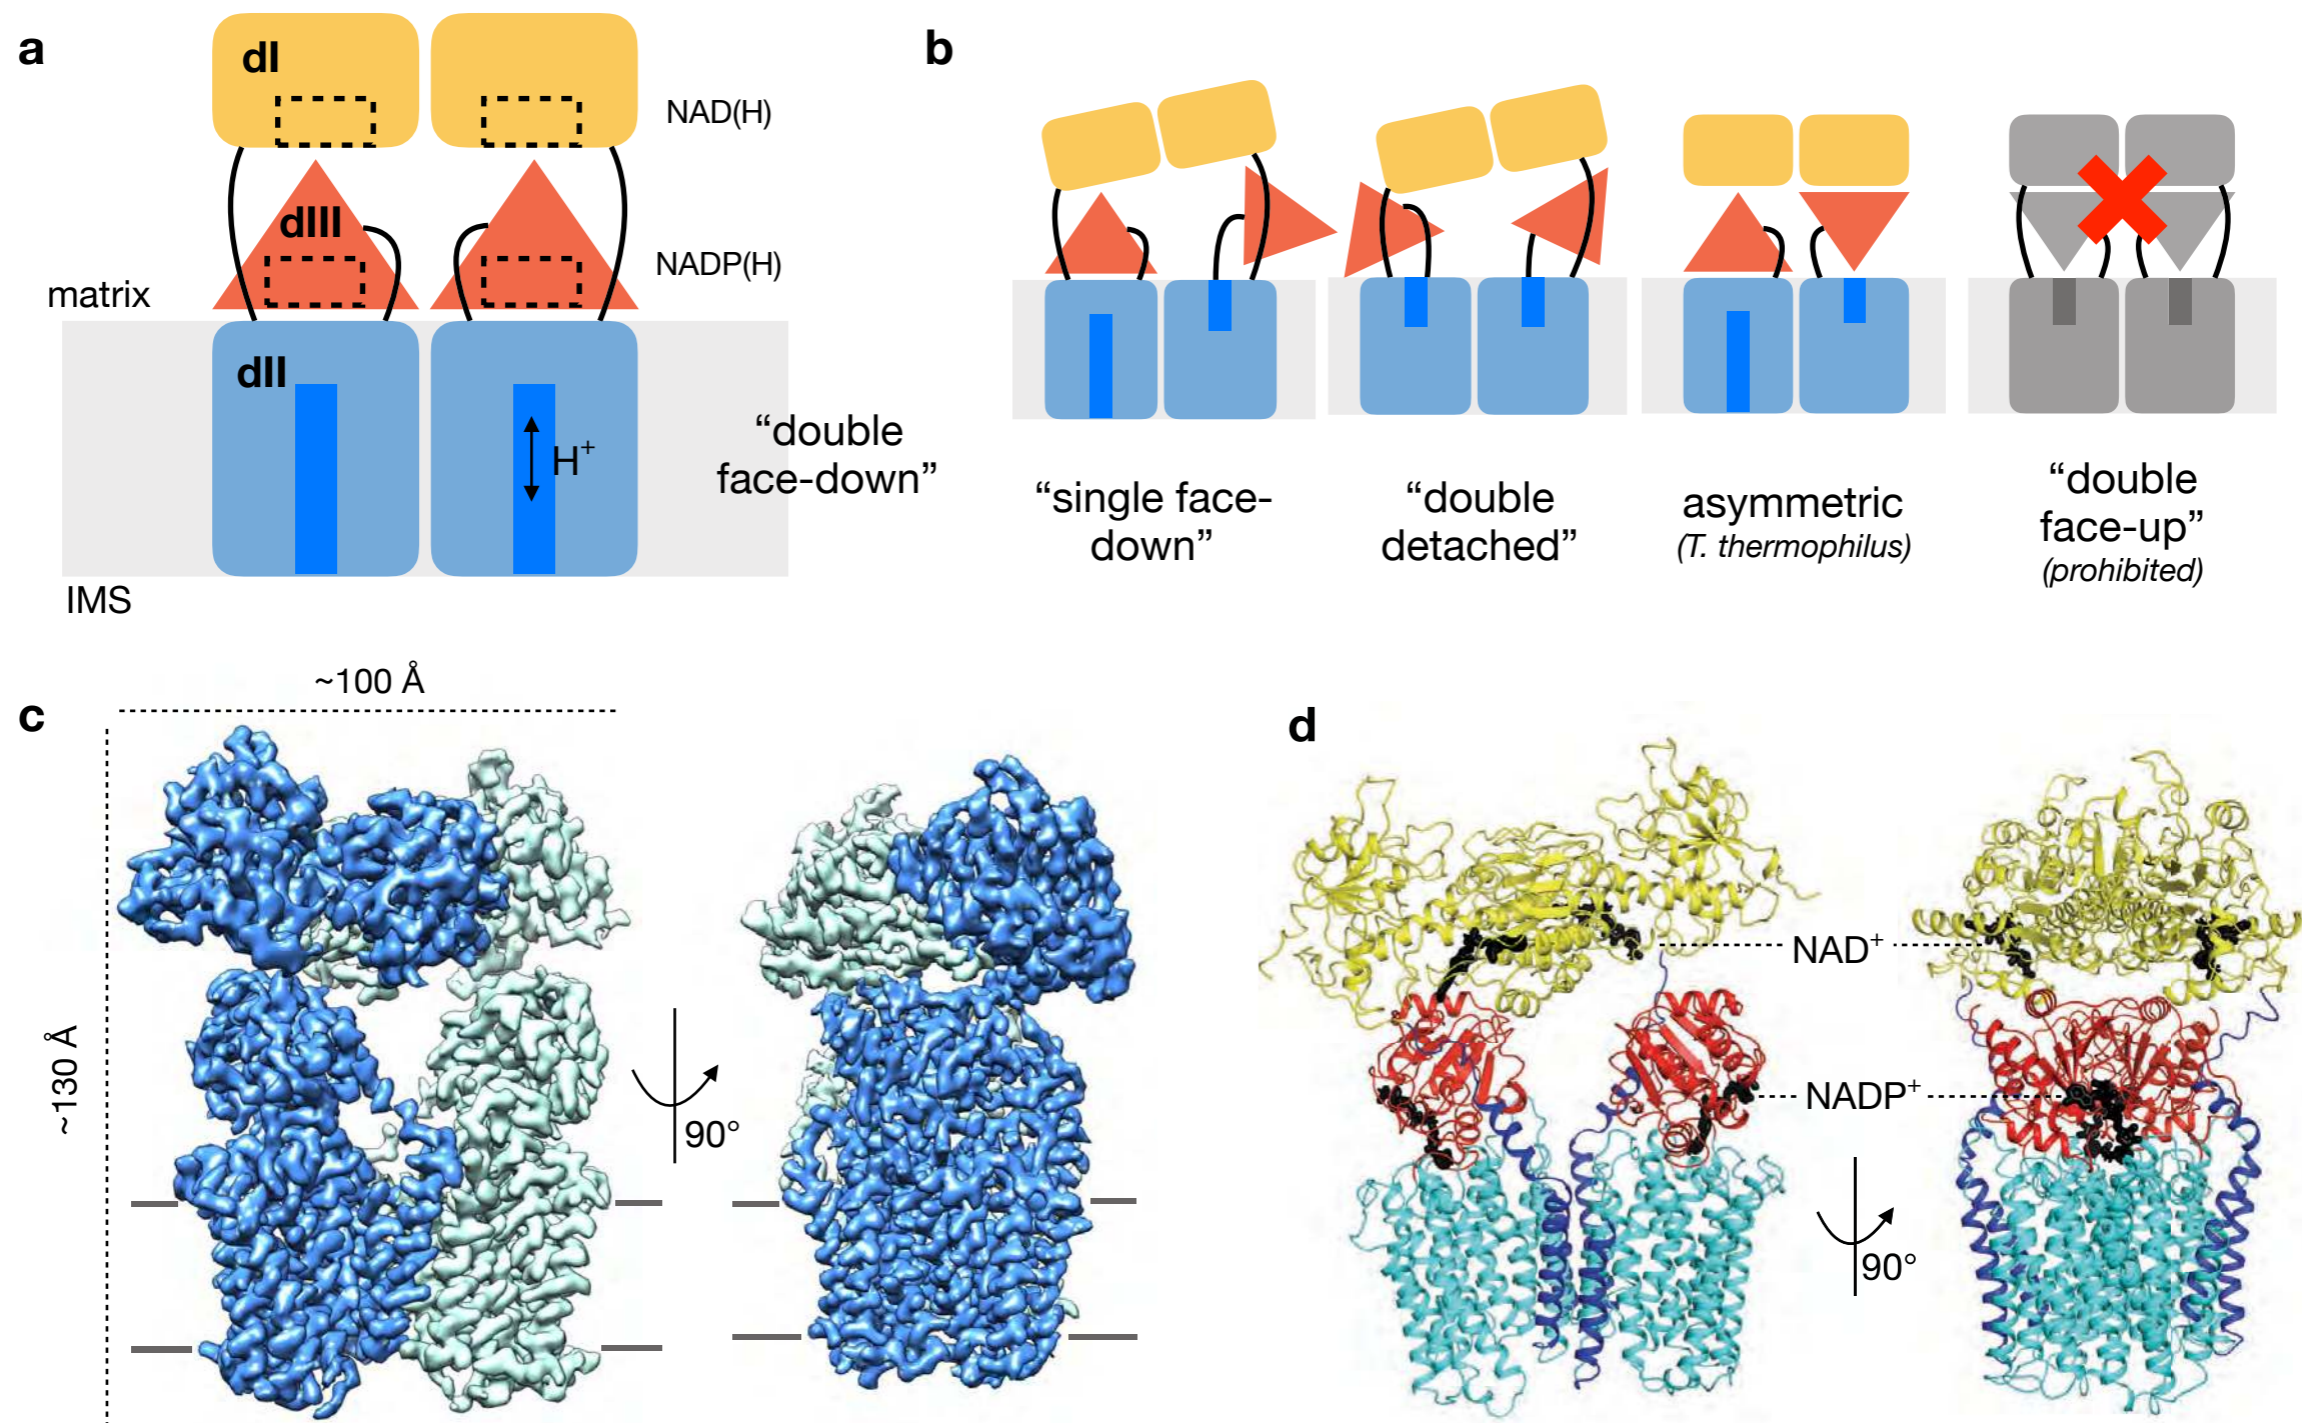 a
dI
NAD(H)
dIII
NADP(H)
matrix
dII
H⁺
“double
face-down”
IMS
b
“single face-
down”
“double
detached”
asymmetric
(T. thermophilus)
“double
face-up”
(prohibited)
c
~100 Å
~130 Å
90°
d
NAD⁺
NADP⁺
90°